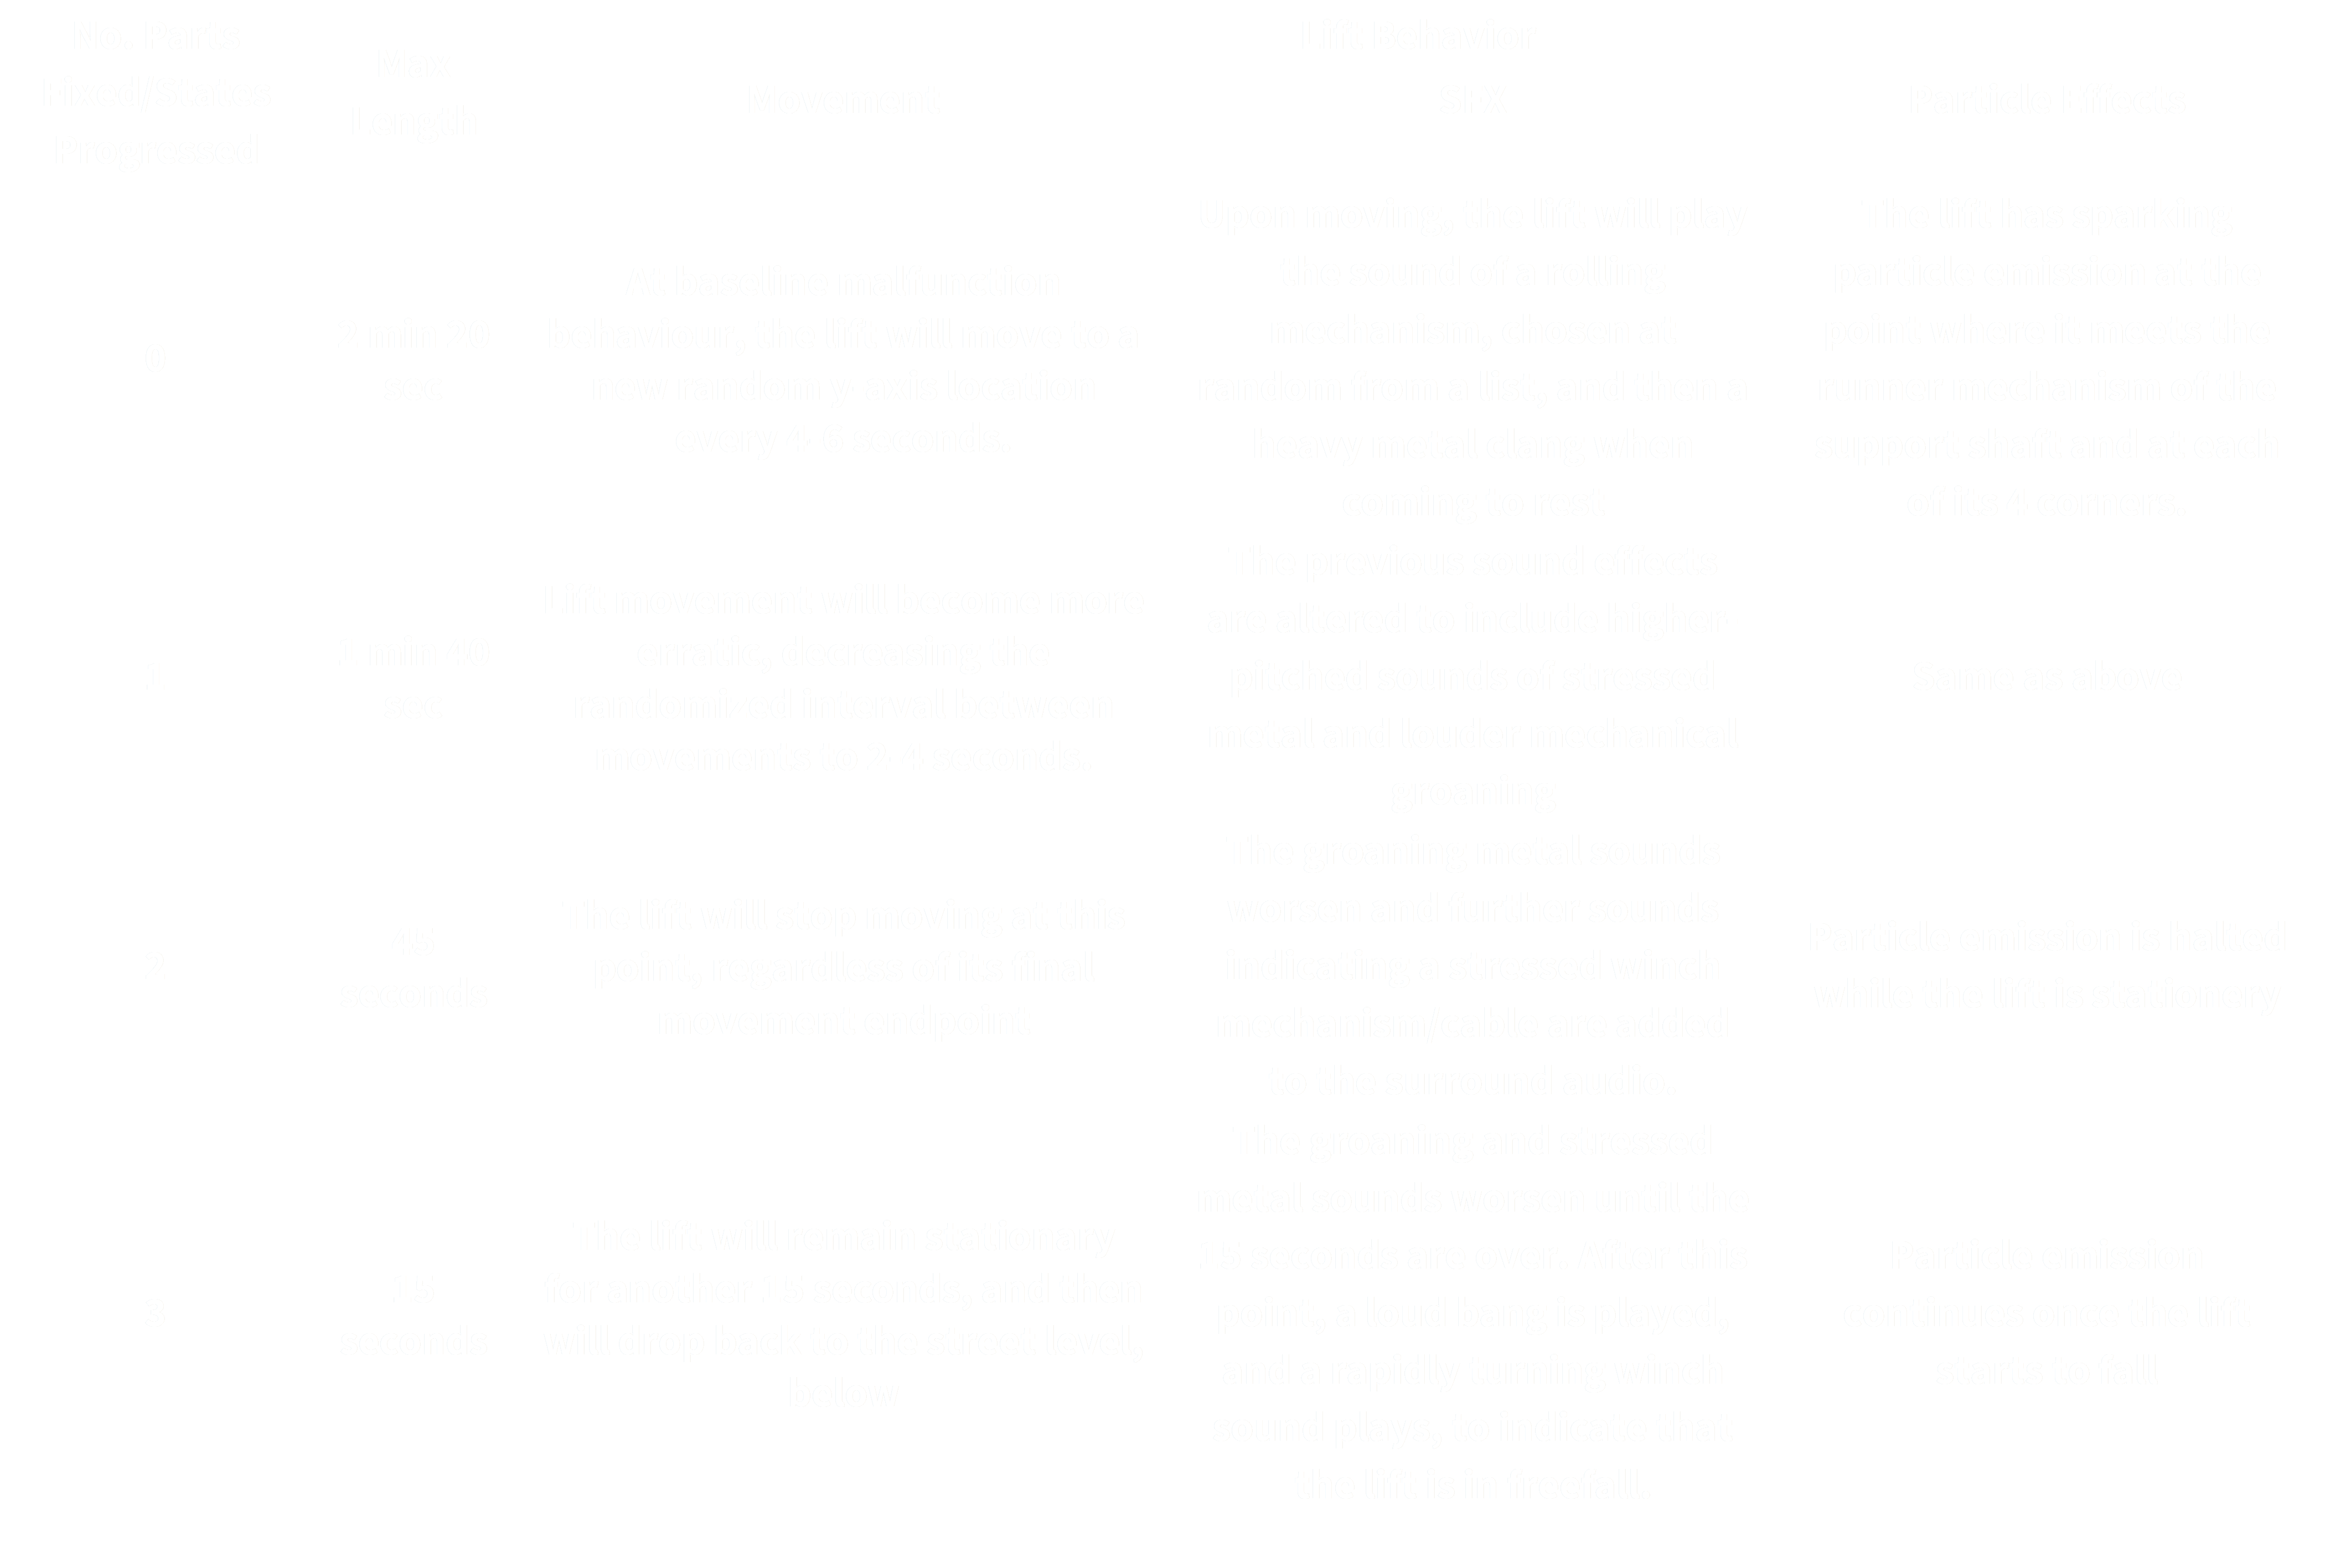 No. Parts
Fixed/States
Progressed
Max
Length
Lift Behavior
Movement
SFX
Particle Effects
0
2 min 20
sec
At baseline malfunction
behaviour, the lift will move to a
new random y-axis location
every 4-6 seconds.
Upon moving, the lift will play
the sound of a rolling
mechanism, chosen at
random from a list, and then a
heavy metal clang when
coming to rest
The lift has sparking
particle emission at the
point where it meets the
runner mechanism of the
support shaft and at each
of its 4 corners.
1
1 min 40
sec
Lift movement will become more
erratic, decreasing the
randomized interval between
movements to 2-4 seconds.
The previous sound effects
are altered to include higher
pitched sounds of stressed
metal and louder mechanical
groaning
Same as above
2
45
seconds
The lift will stop moving at this
point, regardless of its final
movement endpoint
The groaning metal sounds
worsen and further sounds
indicating a stressed winch
mechanism/cable are added
to the surround audio.
Particle emission is halted
while the lift is stationery
3
15
seconds
The lift will remain stationary
for another 15 seconds, and then
will drop back to the street level,
below
The groaning and stressed
metal sounds worsen until the
15 seconds are over. After this
point, a loud bang is played,
and a rapidly turning winch
sound plays, to indicate that
the lift is in freefall.
Particle emission
continues once the lift
starts to fall